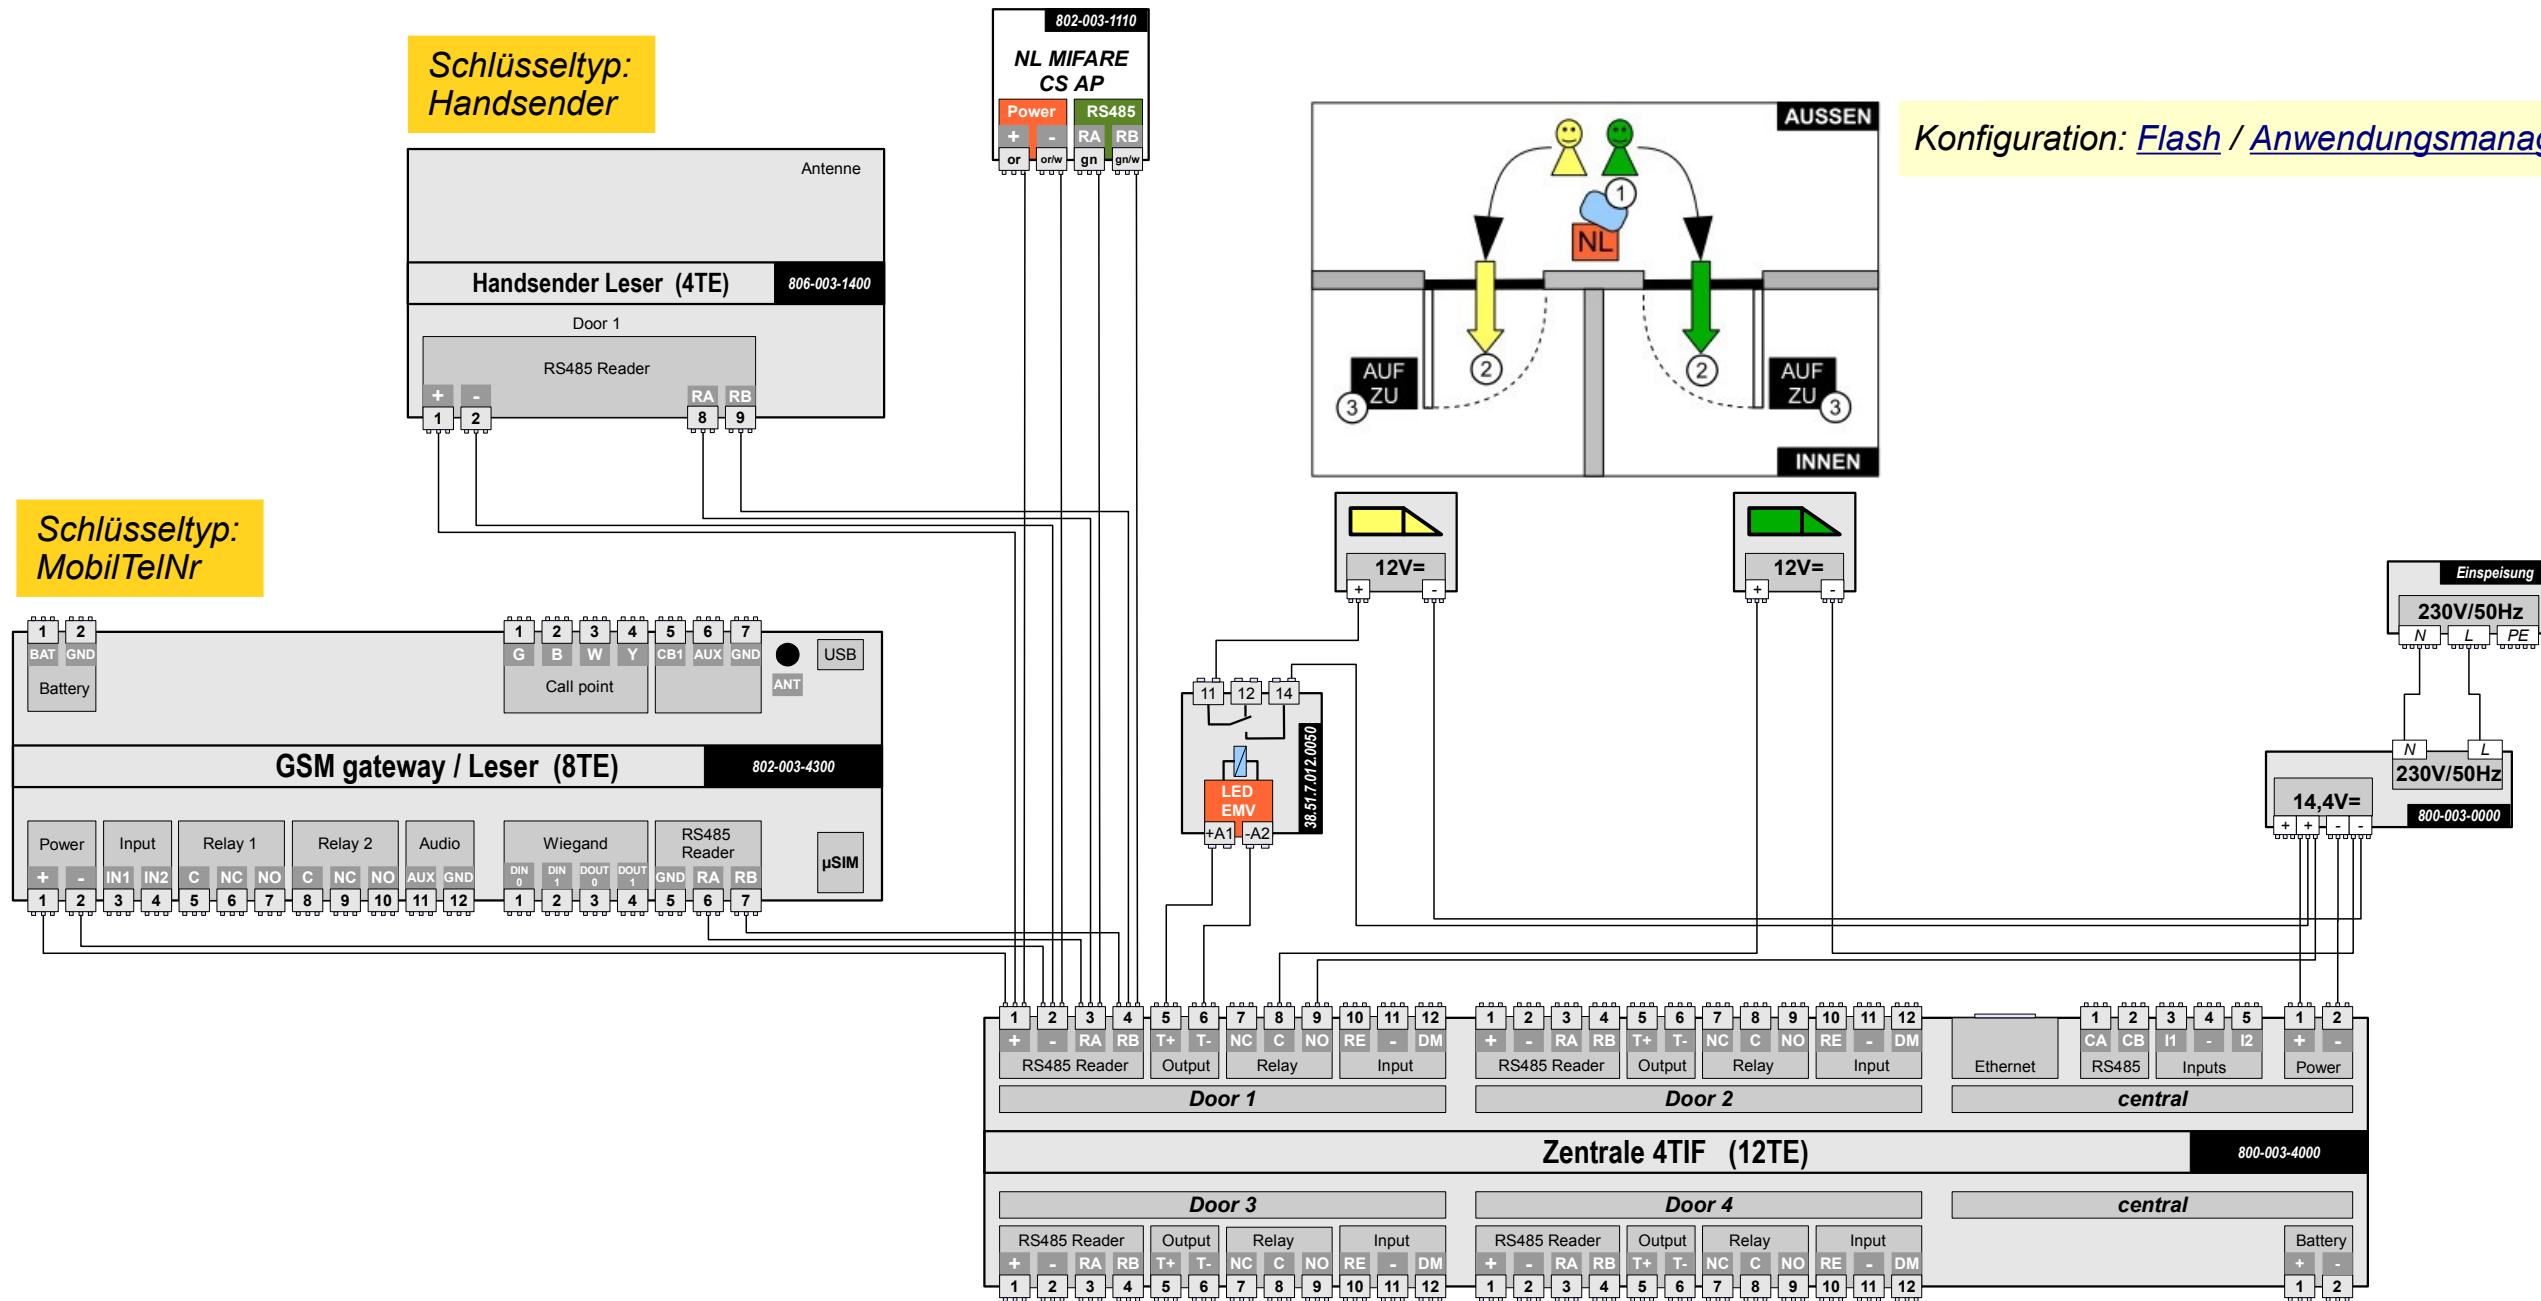 802-003-1110
NL MIFARE
CS AP
Power RS485
+ - RA RB
or or/w gn gn/w
Schlüsseltyp:
Handsender
Antenne
Handsender Leser (4TE) 806-003-1400
Door 1
RS485 Reader
+ - RA RB
1 2 8 9
AUSSEN
1
NL
2 2
AUF
ZU
3
AUF
ZU
3
INNEN
Konfiguration: Flash / Anwendungsmanag
Schlüsseltyp:
MobilTelNr
1 2 1 2 3 4 5 6 7
BAT GND G B W Y CB1 AUX GND USB
Battery Call point ANT
GSM gateway / Leser (8TE) 802-003-4300
Power Input Relay 1 Relay 2 Audio Wiegand RS485
Reader
µSIM
+ - IN1 IN2 C NC NO C NC NO AUX GND DIN 0 DIN 1 DOUT 0 DOUT 1 GND RA RB
1 2 3 4 5 6 7 8 9 10 11 12 1 2 3 4 5 6 7
12V=
+ -
12V=
+ -
11 12 14
LED
EMV
+A1 -A2
38.51.7.012.0050
Einspeisung
230V/50Hz
N L PE
N L
230V/50Hz
14,4V=
800-003-0000
+ + - -
1 2 3 4 5 6 7 8 9 10 11 12 1 2 3 4 5 6 7 8 9 10 11 12 1 2 3 4 5 1 2
+ - RA RB T+ T- NC C NO RE - DM + - RA RB T+ T- NC C NO RE - DM CA CB I1 - I2 + -
RS485 Reader Output Relay Input RS485 Reader Output Relay Input Ethernet RS485 Inputs Power
Door 1 Door 2 central
Zentrale 4TIF (12TE) 800-003-4000
Door 3 Door 4 central
RS485 Reader Output Relay Input RS485 Reader Output Relay Input Battery
+ - RA RB T+ T- NC C NO RE - DM + - RA RB T+ T- NC C NO RE - DM + -
1 2 3 4 5 6 7 8 9 10 11 12 1 2 3 4 5 6 7 8 9 10 11 12 1 2